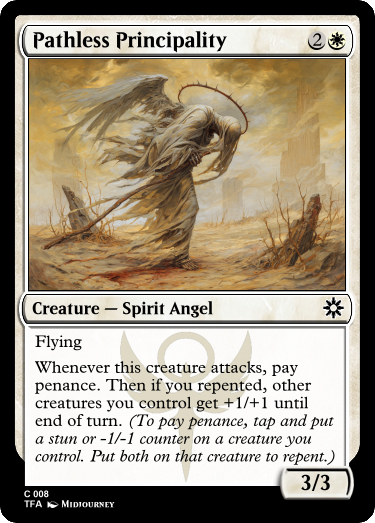 Pathless Principality 2
Creature — Spirit Angel
Flying
Whenever this creature attacks, pay
penance. Then if you repented, other
creatures you control get +1/+1 until
end of turn. (To pay penance, tap and put
a stun or -1/-1 counter on a creature you
control. Put both on that creature to repent.)
3/3
C 008
TFA Midjourney